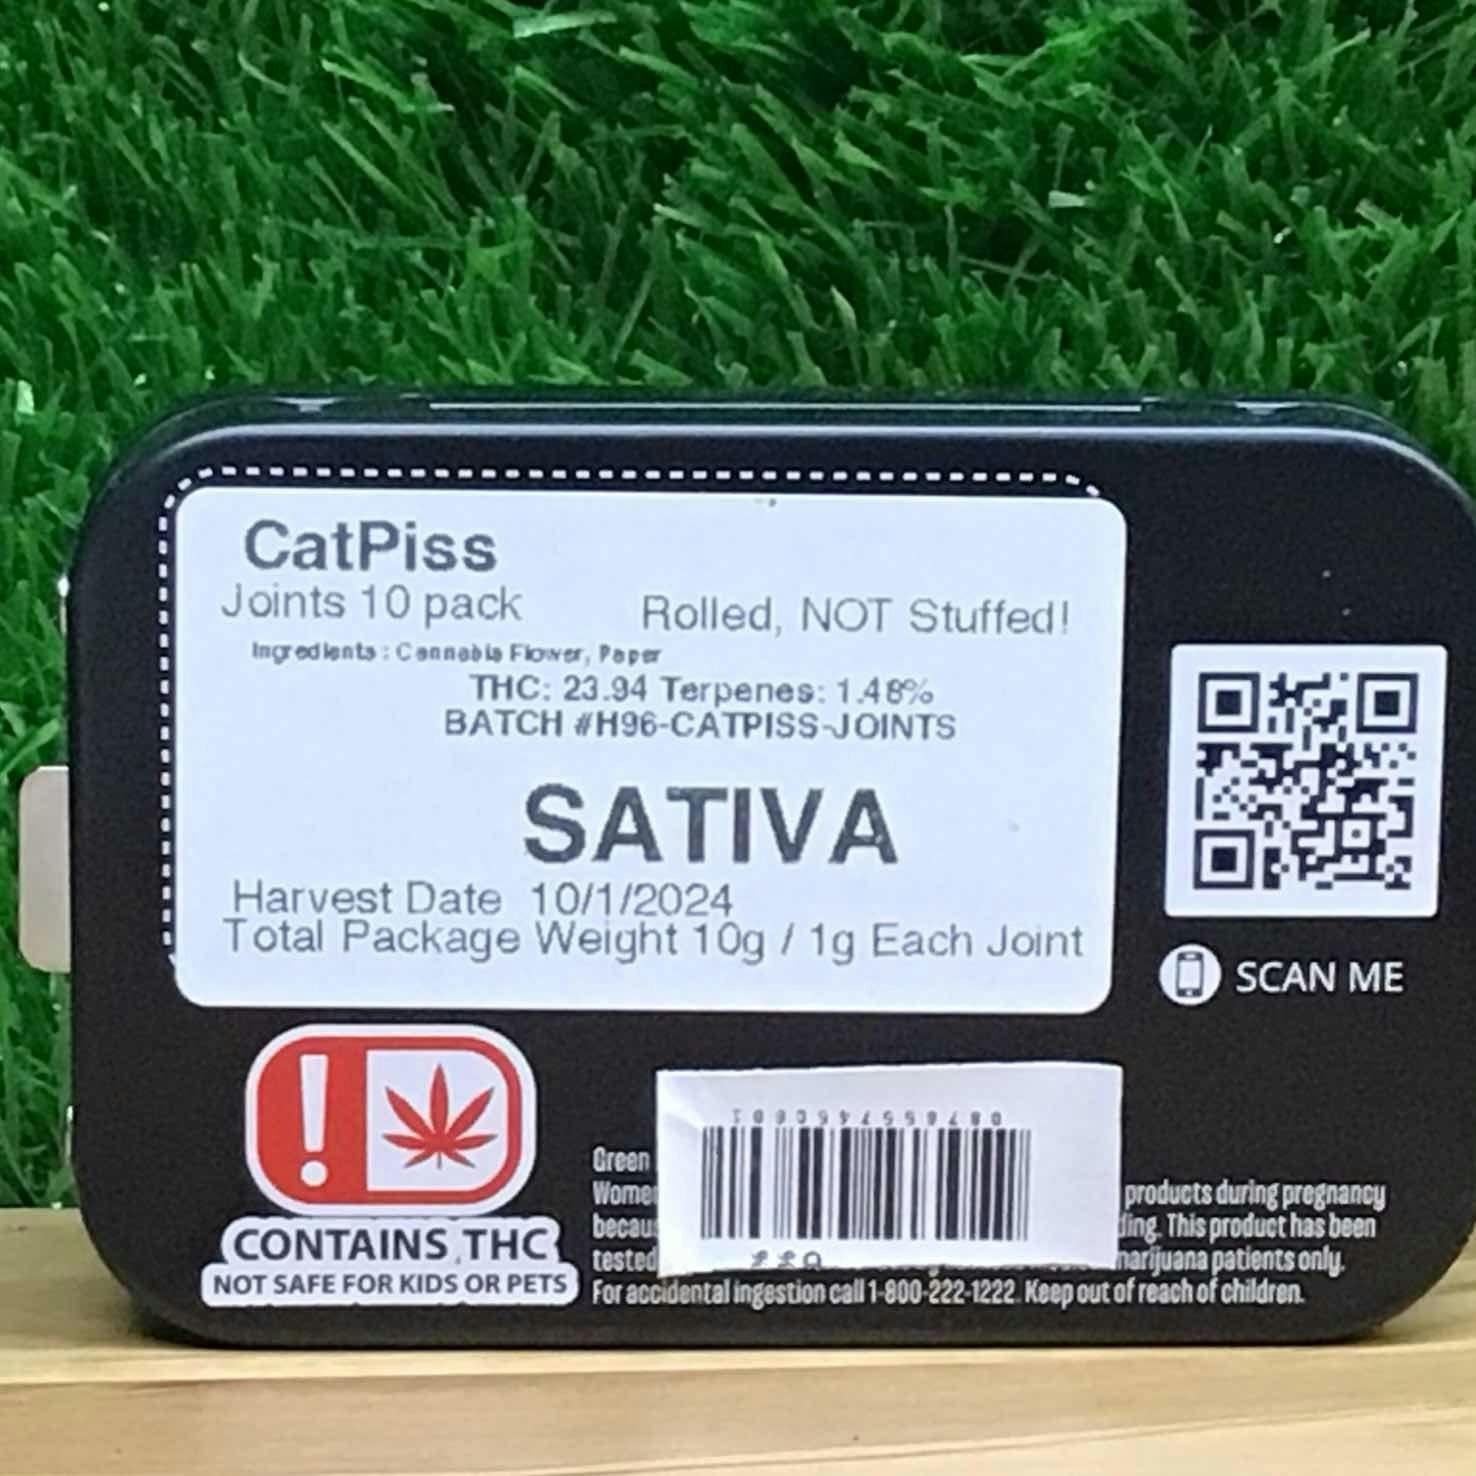 CatPiss
Joints 10 pack
Rolled, NOT Stuffed!
Ingredients: Cannabis Flower, Paper
THC: 23.94 Terpenes: 1.48%
BATCH #H96-CATPISS-JOINTS
SATIVA
Harvest Date 10/1/2024
Total Package Weight 10g / 1g Each Joint
SCAN ME
CONTAINS THC
NOT SAFE FOR KIDS OR PETS
Green
products during pregnancy
This product has been
tested marijuana patients only.
For accidental ingestion call 1-800-222-1222. Keep out of reach of children.